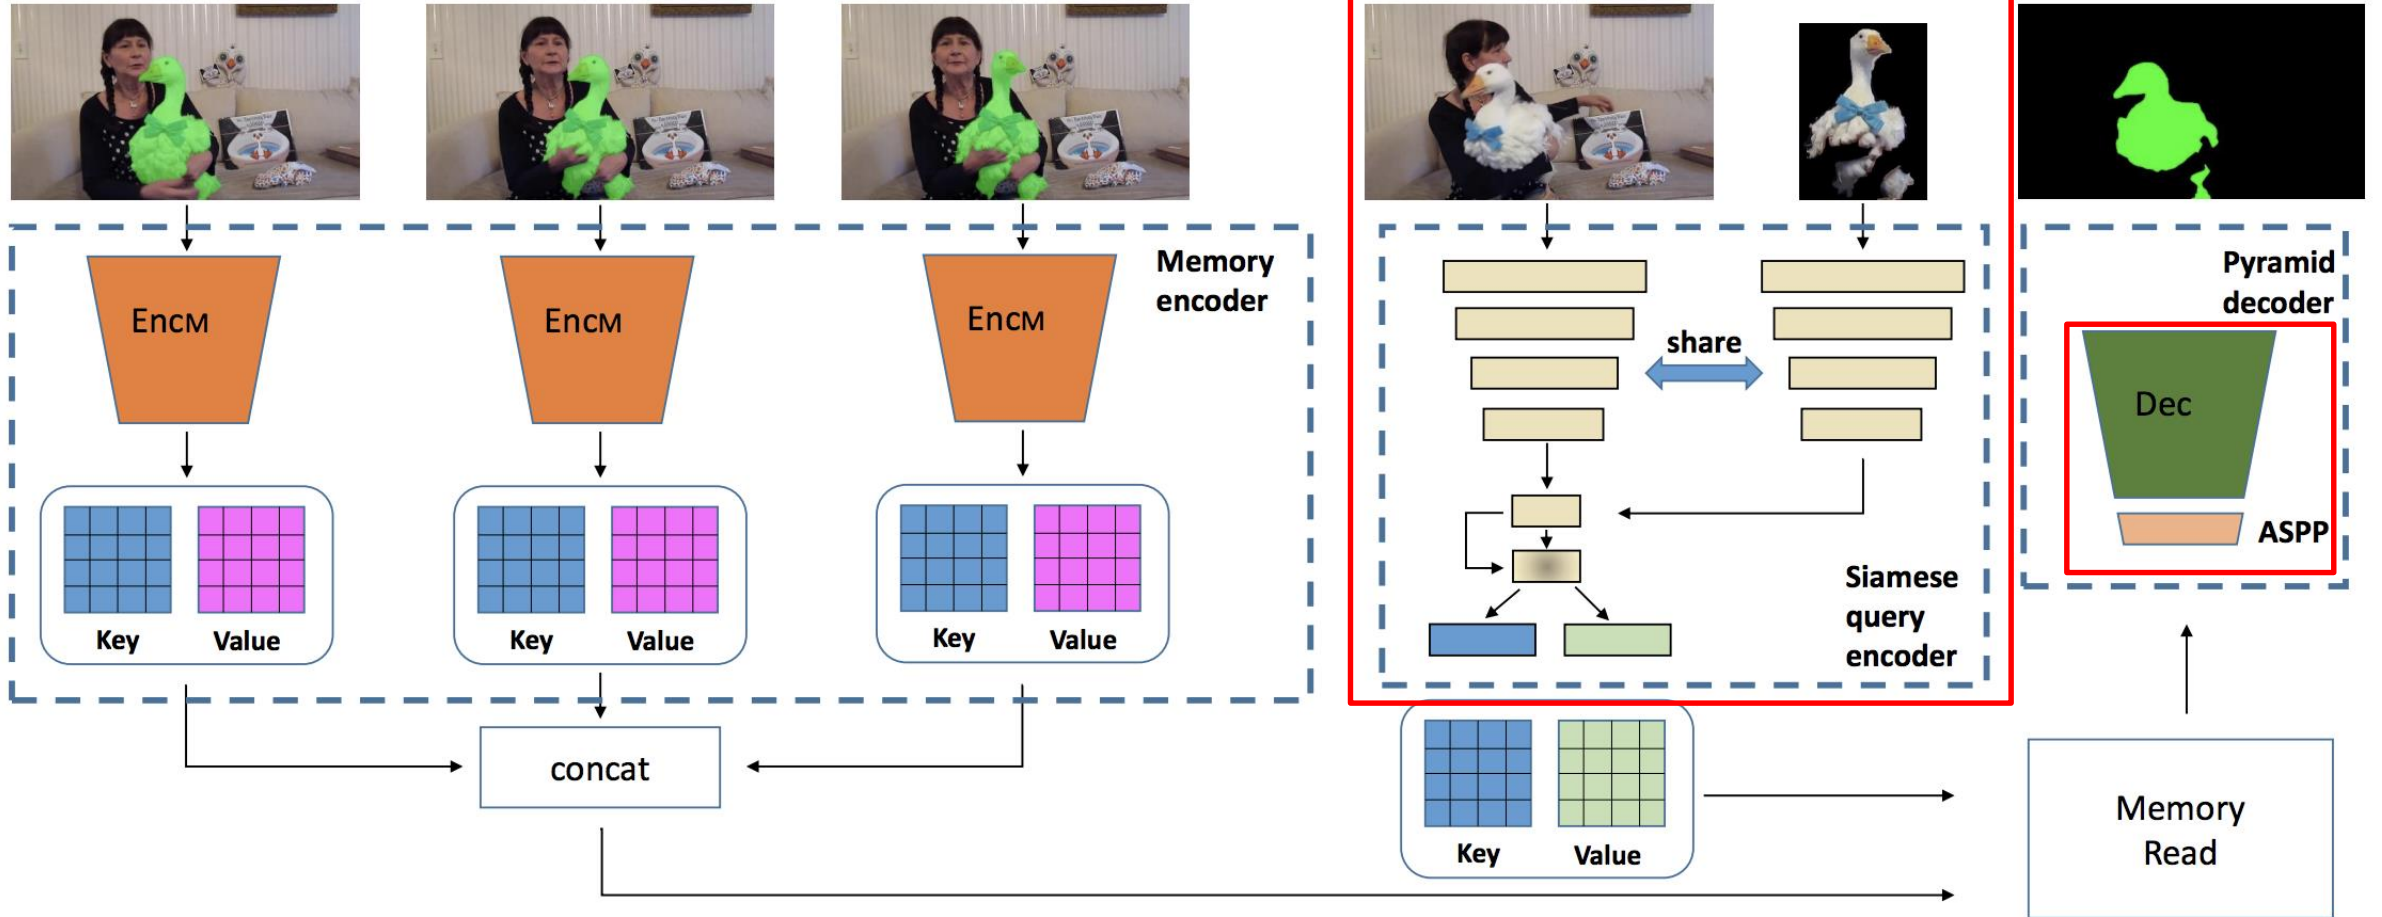 EncM
EncM
EncM
Memory
encoder
Key
Value
Key
Value
Key
Value
concat
share
Siamese
query
encoder
Key
Value
Pyramid
decoder
Dec
ASPP
Memory
Read